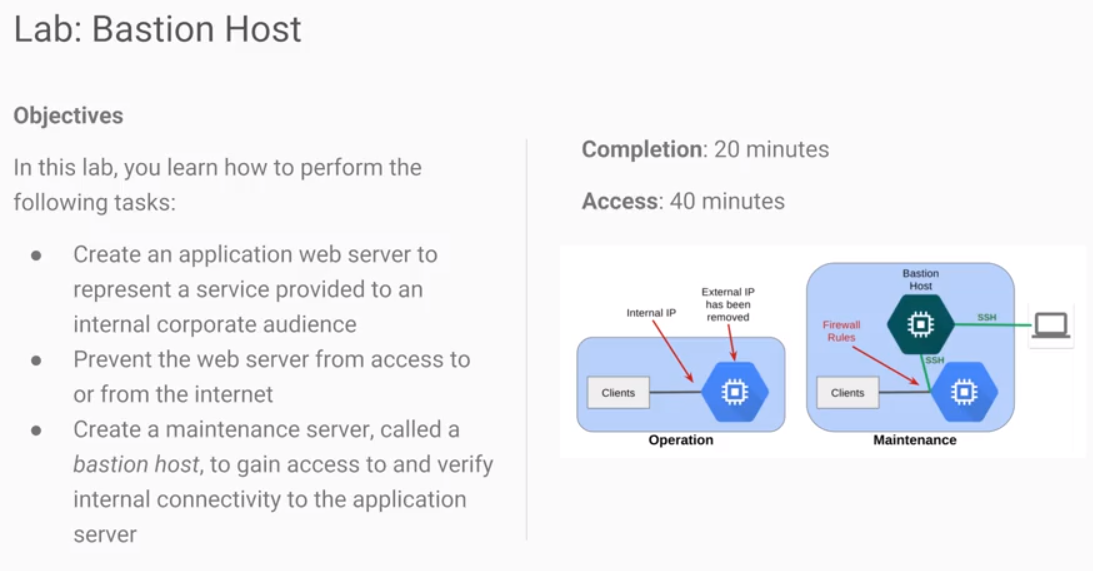 Lab: Bastion Host
Objectives
In this lab, you learn how to perform the
following tasks:
● Create an application web server to
represent a service provided to an
internal corporate audience
● Prevent the web server from access to
or from the internet
● Create a maintenance server, called a
bastion host, to gain access to and verify
internal connectivity to the application
server
Completion: 20 minutes
Access: 40 minutes
Internal IP
External IP
has been
removed
Clients
Operation
Bastion
Host
Firewall
Rules
SSH
SSH
Clients
Maintenance